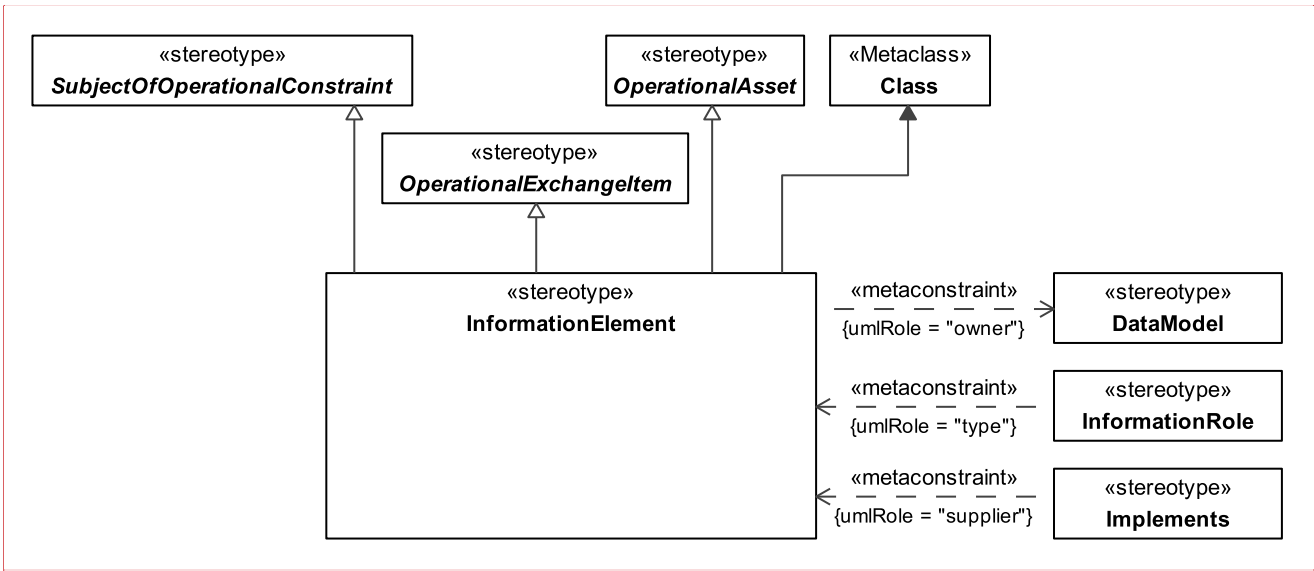 «stereotype»
SubjectOfOperationalConstraint
«stereotype»
OperationalAsset
«Metaclass»
Class
«stereotype»
OperationalExchangeItem
«stereotype»
InformationElement
«metaconstraint»
{umlRole = "owner"}
«stereotype»
DataModel
«metaconstraint»
{umlRole = "type"}
«stereotype»
InformationRole
«metaconstraint»
{umlRole = "supplier"}
«stereotype»
Implements